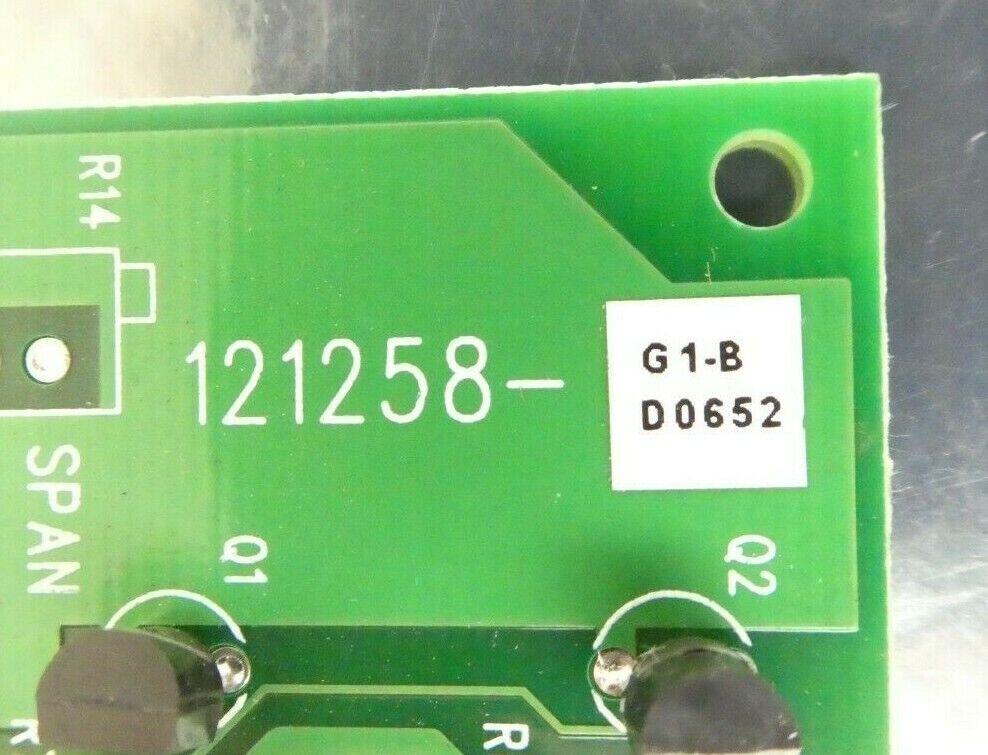 R14
121258-
G1-B
D0652
SPAN
Q1
Q2
R
R